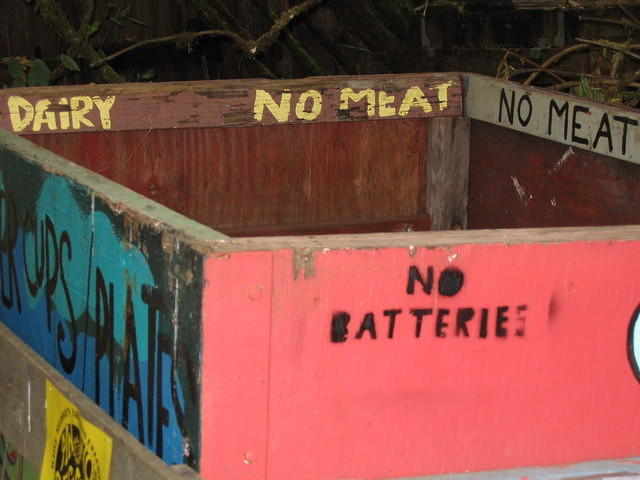 DAIRY NO MEAT
NO MEAT
CUPS/PLATES
NO
BATTERIES